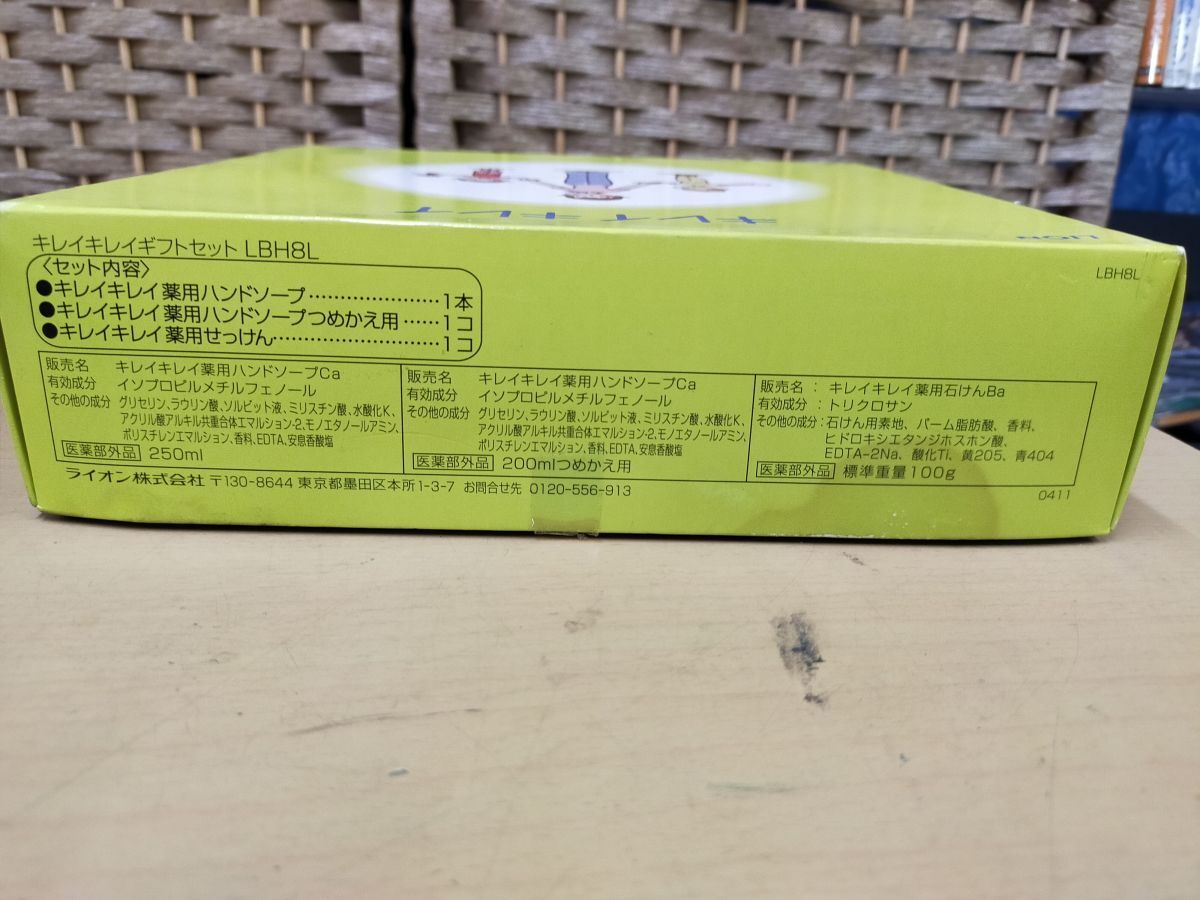 キレイキレイ
LION
キレイキレイギフトセット LBH8L
LBH8L
〈セット内容〉
●キレイキレイ薬用ハンドソープ…………………1本
●キレイキレイ薬用ハンドソープつめかえ用……1コ
●キレイキレイ薬用せっけん………………………1コ
販売名 キレイキレイ薬用ハンドソープCa
有効成分 イソプロピルメチルフェノール
その他の成分 グリセリン、ラウリン酸、ソルビット液、ミリスチン酸、水酸化K、
アクリル酸アルキル共重合体エマルション-2、モノエタノールアミン、
ポリスチレンエマルション、香料、EDTA、安息香酸塩
医薬部外品 250ml
販売名 キレイキレイ薬用ハンドソープCa
有効成分 イソプロピルメチルフェノール
その他の成分 グリセリン、ラウリン酸、ソルビット液、ミリスチン酸、水酸化K、
アクリル酸アルキル共重合体エマルション-2、モノエタノールアミン、
ポリスチレンエマルション、香料、EDTA、安息香酸塩
医薬部外品 200mlつめかえ用
販売名 : キレイキレイ薬用石けんBa
有効成分 : トリクロサン
その他の成分 : 石けん用素地、パーム脂肪酸、香料、
ヒドロキシエタンジホスホン酸、
EDTA-2Na、酸化Ti、黄205、青404
医薬部外品 標準重量100g
ライオン株式会社 〒130-8644 東京都墨田区本所1-3-7 お問合せ先 0120-556-913
0411